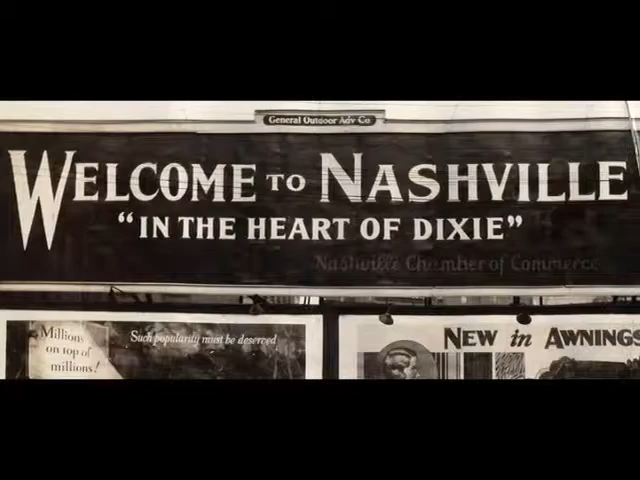 General Outdoor Adv Co
WELCOME TO NASHVILLE
“IN THE HEART OF DIXIE”
Nashville Chamber of Commerce
Millions
on top of
millions!
Such popularity must be deserved
NEW in AWNINGS